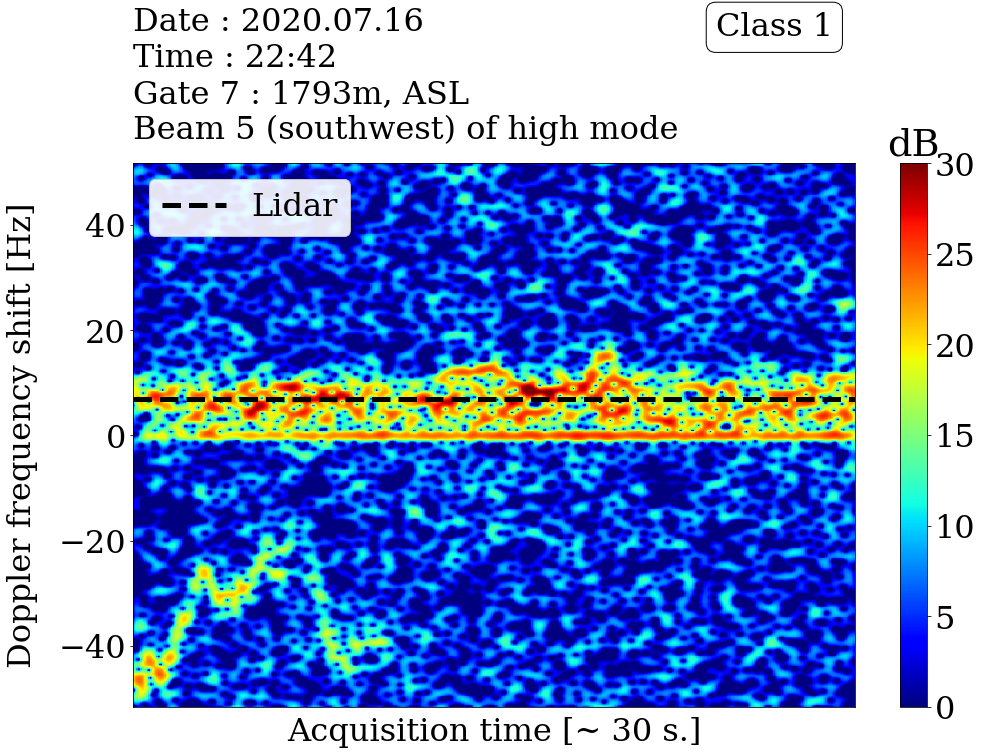 Date : 2020.07.16
Time : 22:42
Gate 7 : 1793m, ASL
Beam 5 (southwest) of high mode
Class 1
dB
Lidar
Doppler frequency shift [Hz]
40
20
0
−20
−40
30
25
20
15
10
5
0
Acquisition time [~ 30 s.]